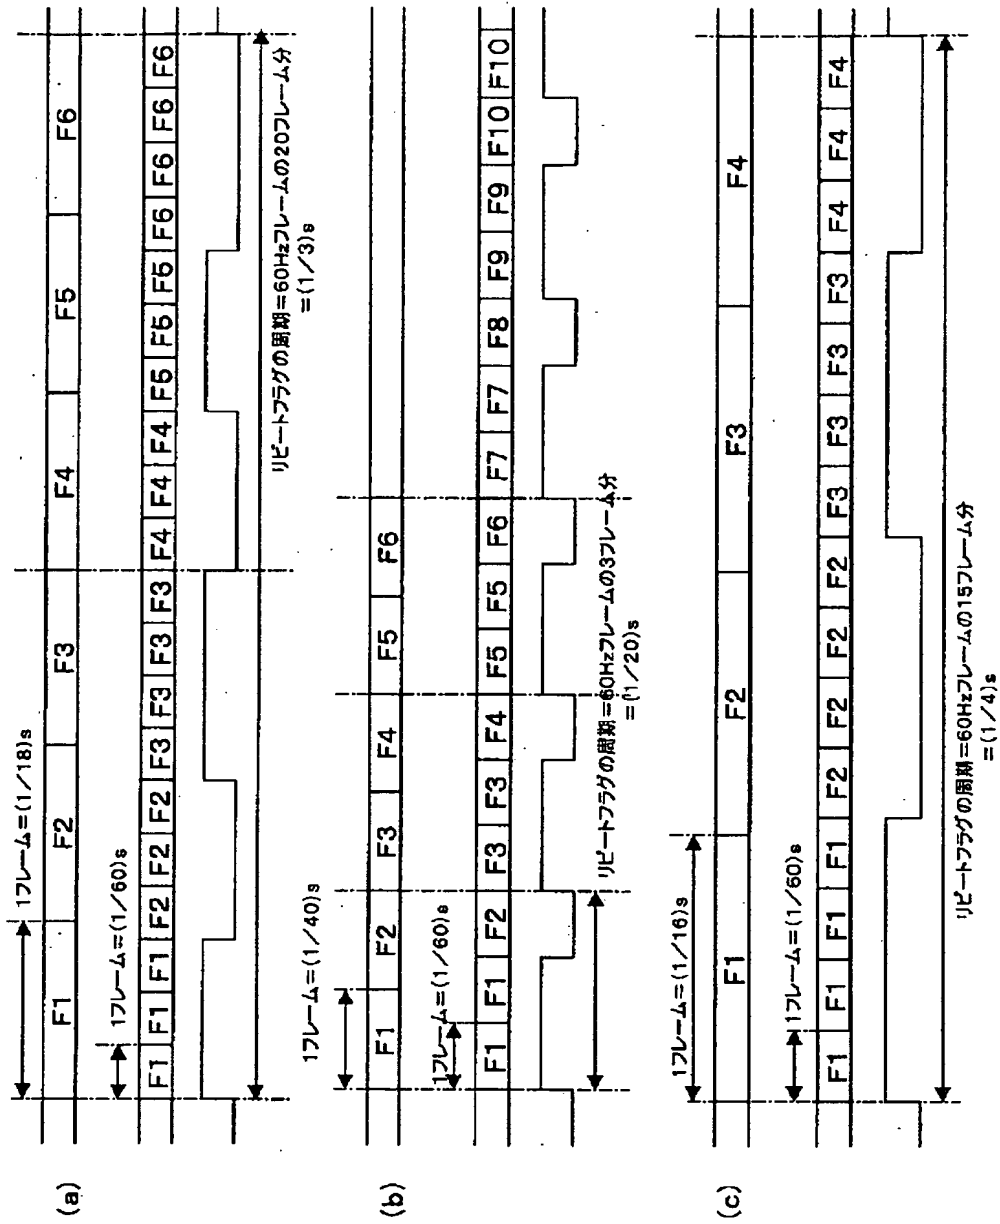 (a)
1フレーム=(1/18)s
F1 F2 F3 F4 F5 F6
1フレーム=(1/60)s
F1 F1 F1 F2 F2 F2 F3 F3 F3 F3 F4 F4 F4 F5 F5 F5 F6 F6 F6 F6
リピートフラグの周期=60Hzフレームの20フレーム分
=(1/3)s
(b)
1フレーム=(1/40)s
F1 F2 F3 F4 F5 F6
1フレーム=(1/60)s
F1 F1 F2 F3 F3 F4 F5 F5 F6 F7 F7 F8 F9 F9 F10 F10
リピートフラグの周期=60Hzフレームの3フレーム分
=(1/20)s
(c)
1フレーム=(1/16)s
F1 F2 F3 F4
1フレーム=(1/60)s
F1 F1 F1 F1 F2 F2 F2 F2 F3 F3 F3 F3 F4 F4 F4
リピートフラグの周期=60Hzフレームの15フレーム分
=(1/4)s